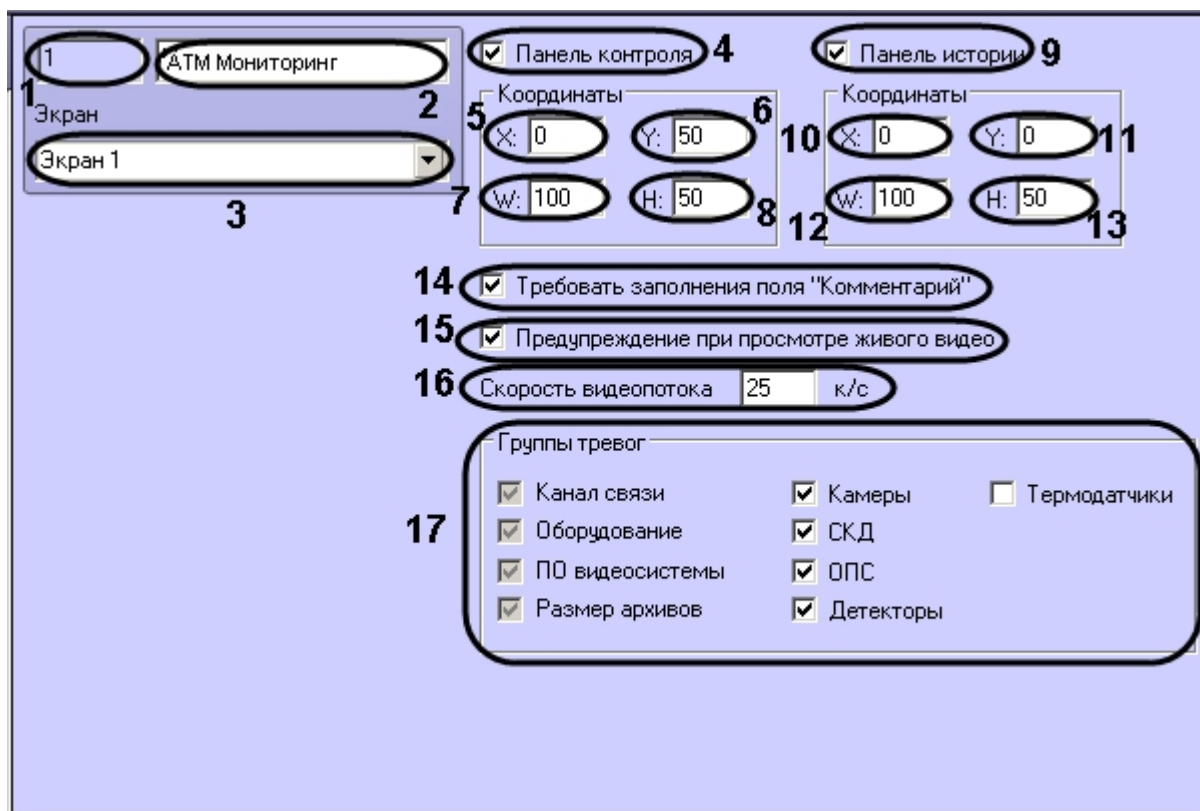 1 АТМ Мониторинг
1 2
Экран
Экран 1
3
Панель контроля 4
Координаты
5 X: 0 Y: 50 6
7 W: 100 H: 50 8
Панель истории 9
Координаты
10 X: 0 Y: 0 11
12 W: 100 H: 50 13
14 Требовать заполнения поля "Комментарий"
15 Предупреждение при просмотре живого видео
16 Скорость видеопотока 25 к/с
17
Группы тревог
Канал связи Камеры Термодатчики
Оборудование СКД
ПО видеосистемы ОПС
Размер архивов Детекторы